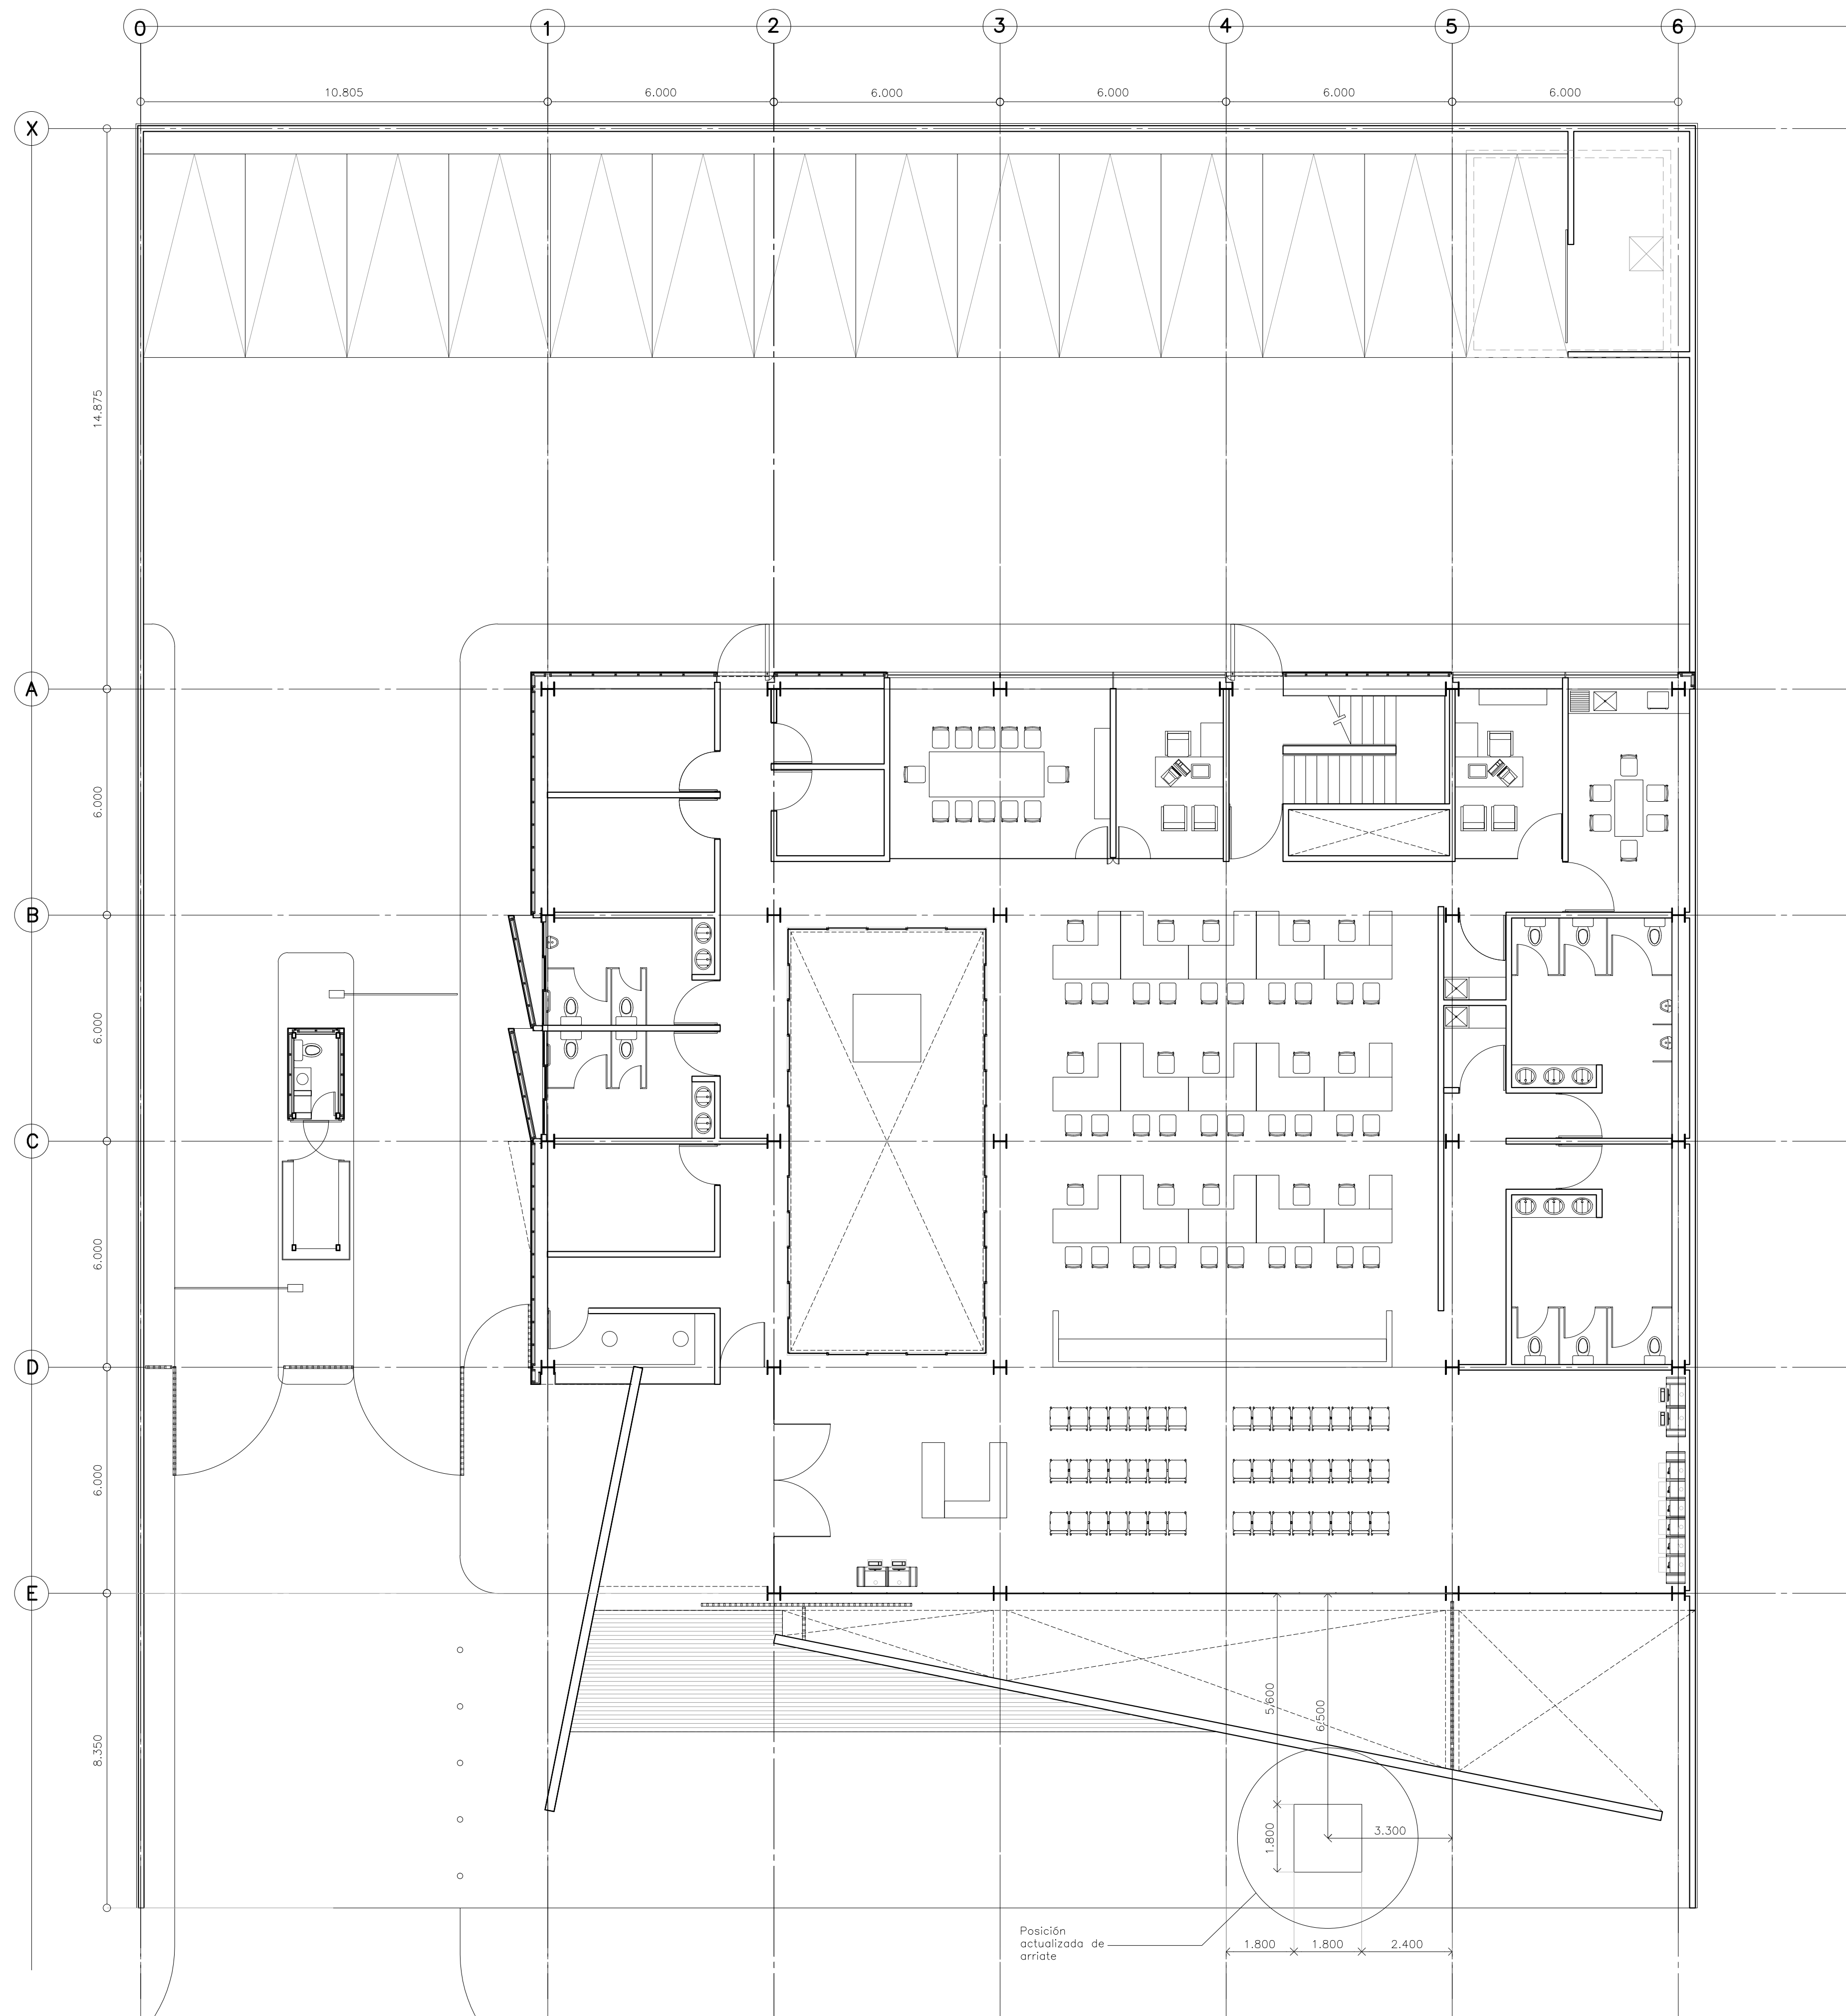 0 1 2 3 4 5 6
10.805 6.000 6.000 6.000 6.000 6.000
X
14.875
A
6.000
B
6.000
C
6.000
D
6.000
E
5.600
6.500
8.350
3.300
1.800
Posición
actualizada de
arriate
1.800 1.800 2.400